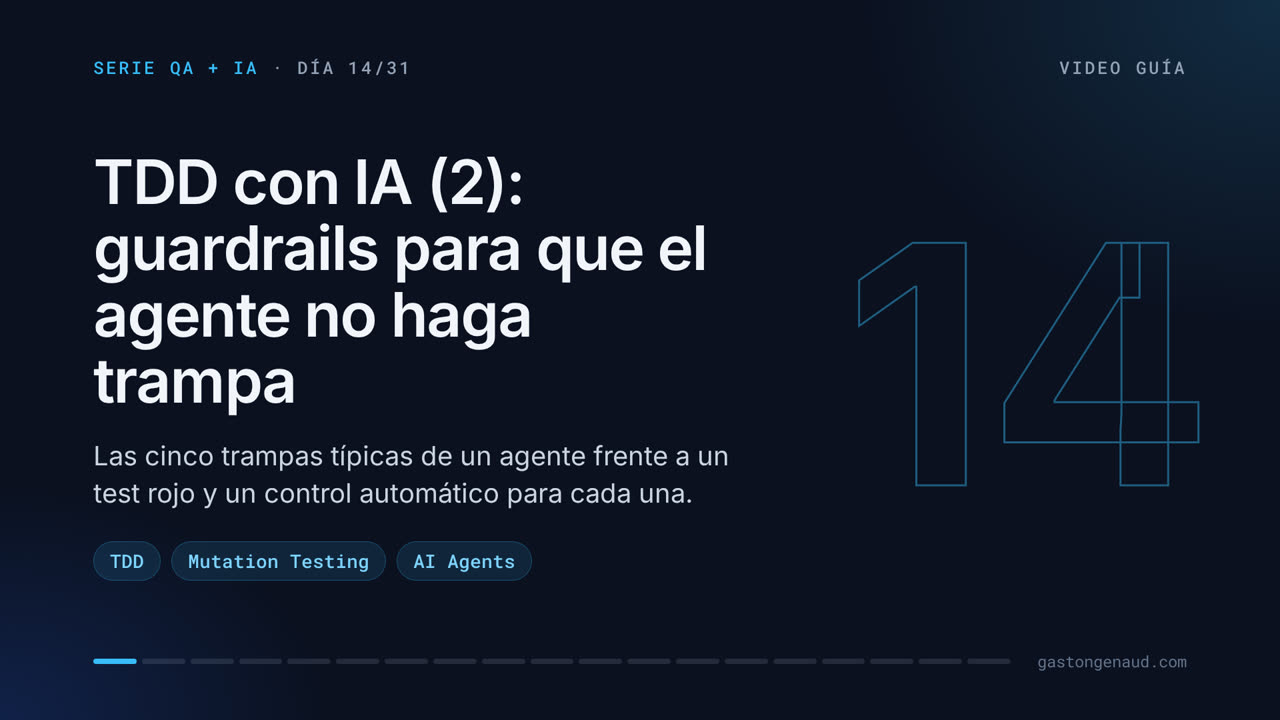 SERIE QA + IA · DÍA 14/31
VIDEO GUÍA
TDD con IA (2):
guardrails para que el
agente no haga
trampa
14
Las cinco trampas típicas de un agente frente a un
test rojo y un control automático para cada una.
TDD
Mutation Testing
AI Agents
gastongenaud.com